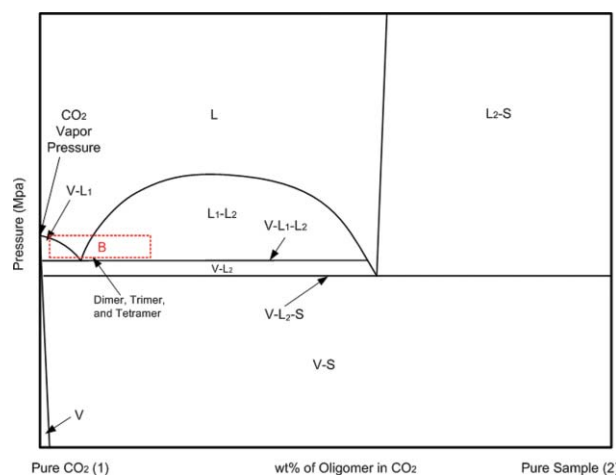 CO2
Vapor
Pressure
L
L2-S
V-L1
L1-L2
B
V-L1-L2
V-L2
Dimer, Trimer,
and Tetramer
V-L2-S
V-S
V
Pressure (Mpa)
Pure CO2 (1)
wt% of Oligomer in CO2
Pure Sample (2